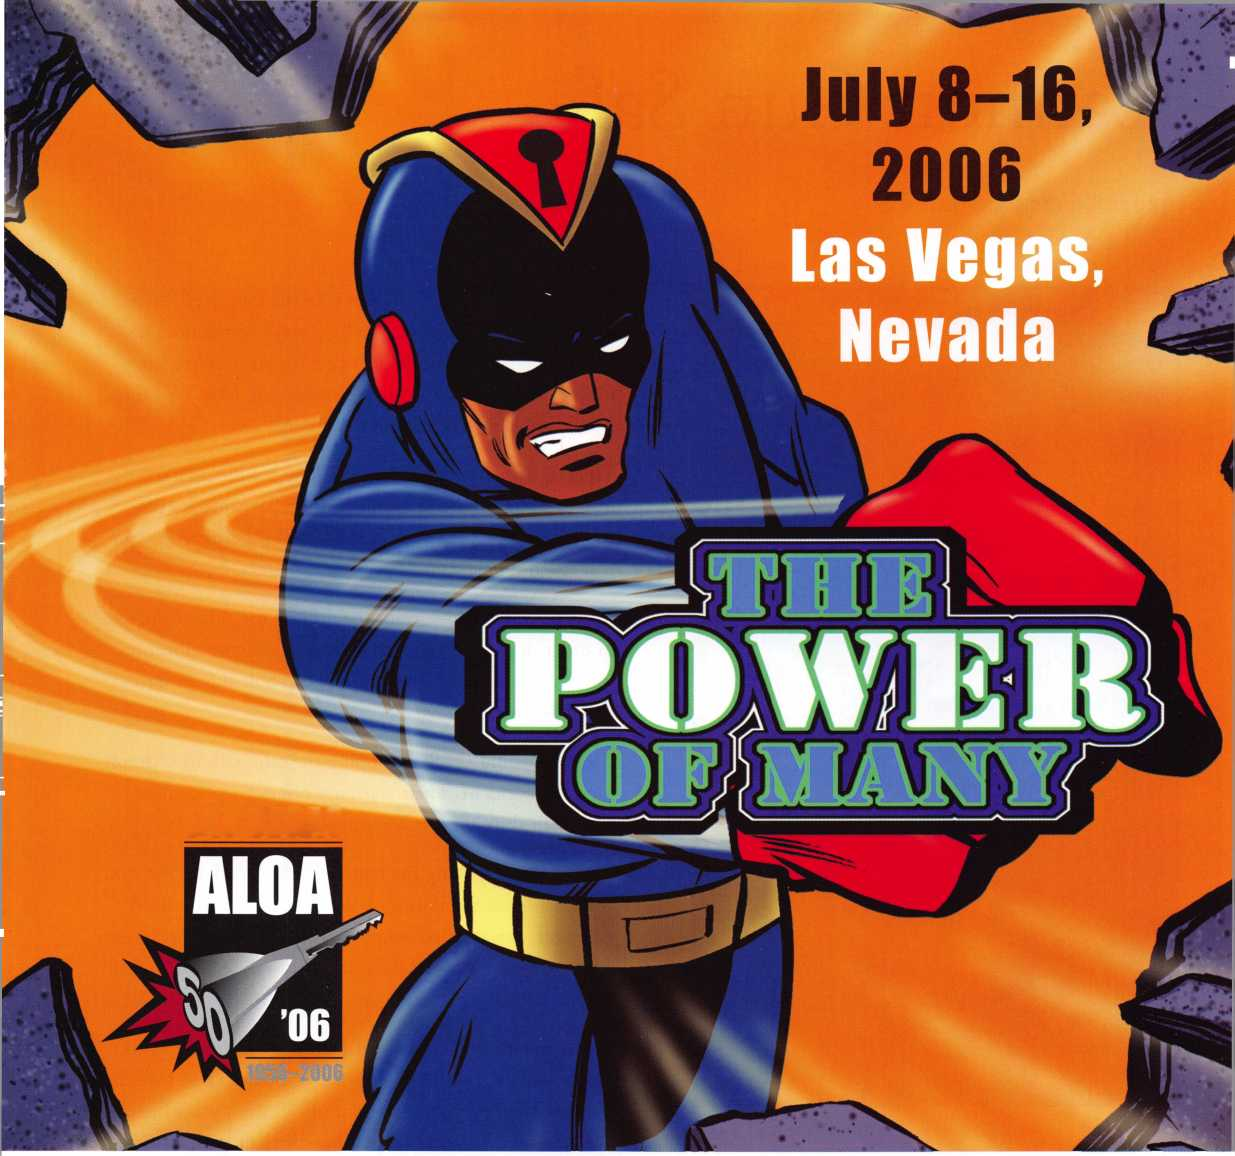 July 8–16,
2006
Las Vegas,
Nevada
THE
POWER
OF MANY
ALOA
50
'06
1956–2006